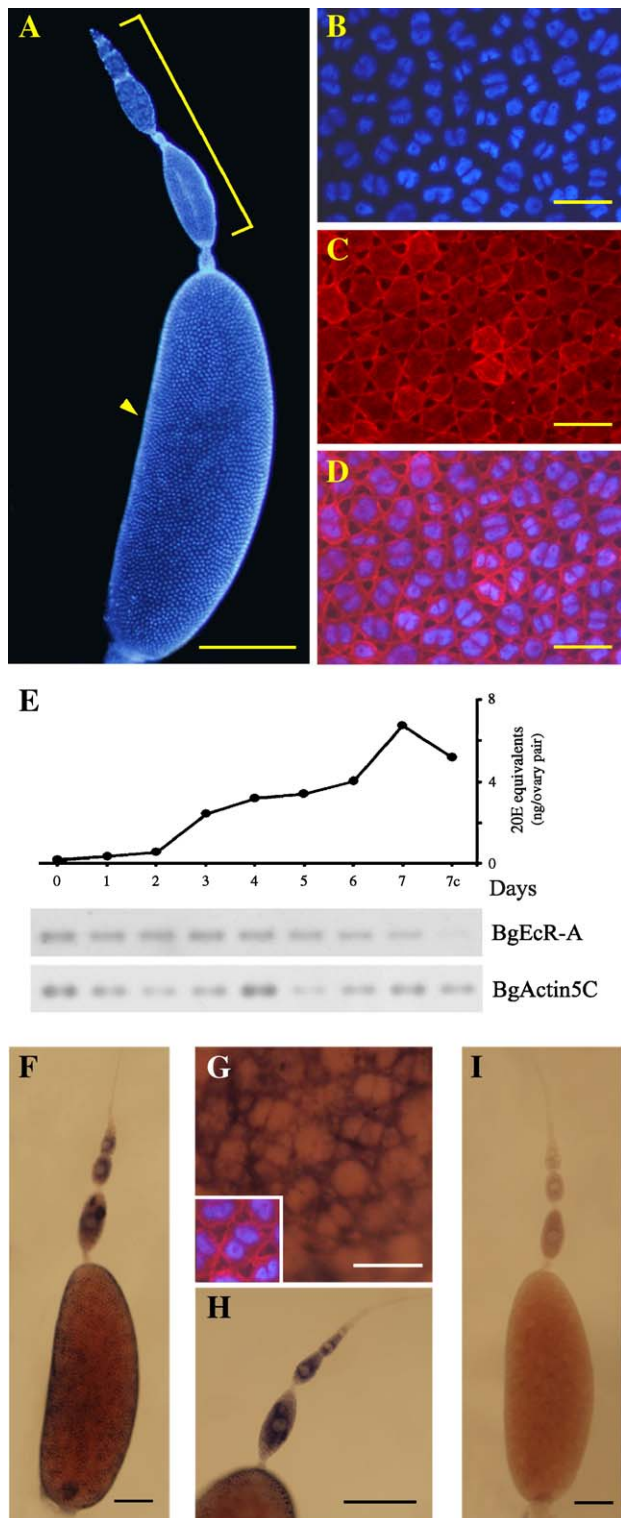 A
B
C
D
E
8
4
0
20E equivalents
(ng/ovary pair)
0 1 2 3 4 5 6 7 7c
Days
BgEcR-A
BgActin5C
F
G
H
I